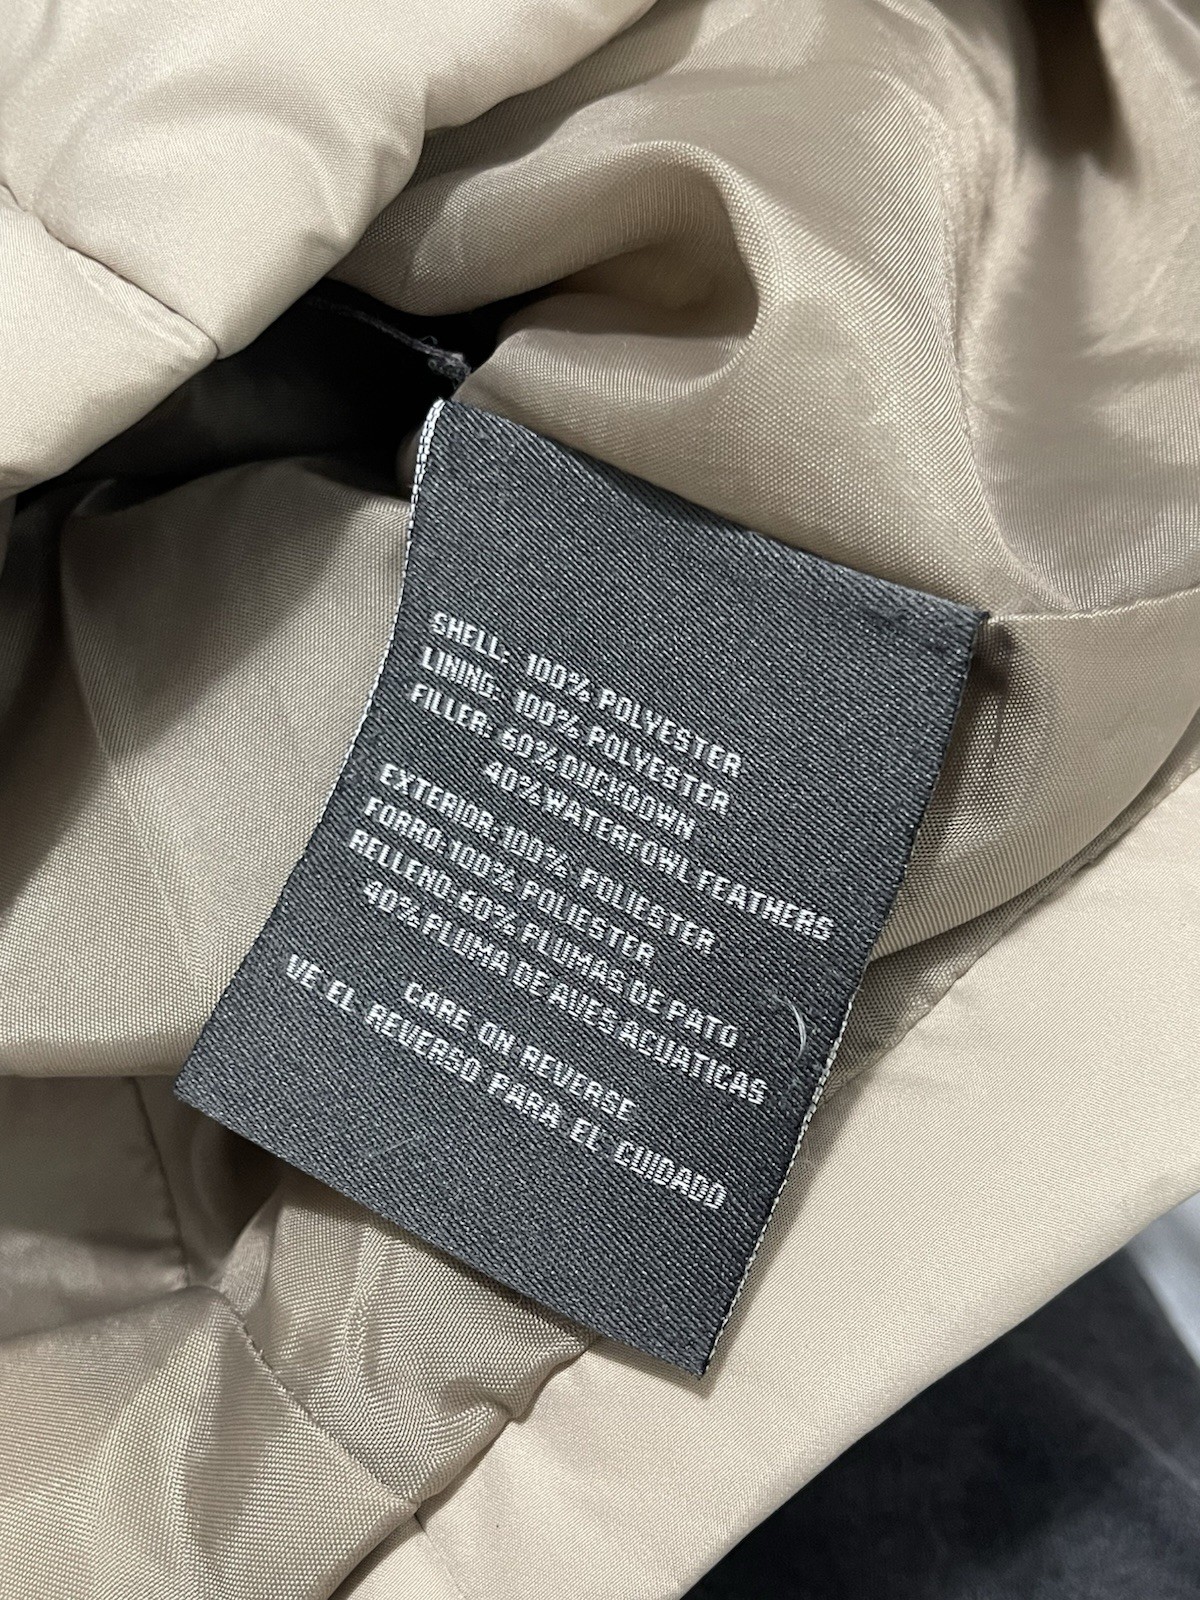 SHELL: 100% POLYESTER
LINING: 100% POLYESTER
FILLER: 60% DUCKDOWN
40% WATERFOWL FEATHERS
EXTERIOR: 100% POLIESTER
FORRO: 100% POLIESTER
RELLENO: 60% PLUMAS DE PATO
40% PLUMA DE AVES ACUATICAS
CARE ON REVERSE
VE EL REVERSO PARA EL CUIDADO